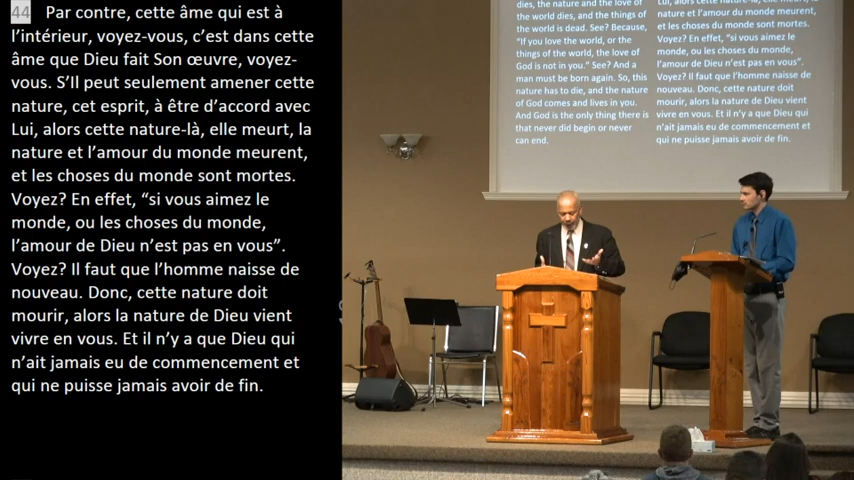 44 Par contre, cette âme qui est à
l’intérieur, voyez-vous, c’est dans cette
âme que Dieu fait Son œuvre, voyez-
vous. S’Il peut seulement amener cette
nature, cet esprit, à être d’accord avec
Lui, alors cette nature-là, elle meurt, la
nature et l’amour du monde meurent,
et les choses du monde sont mortes.
Voyez? En effet, “si vous aimez le
monde, ou les choses du monde,
l’amour de Dieu n’est pas en vous”.
Voyez? Il faut que l’homme naisse de
nouveau. Donc, cette nature doit
mourir, alors la nature de Dieu vient
vivre en vous. Et il n’y a que Dieu qui
n’ait jamais eu de commencement et
qui ne puisse jamais avoir de fin.
dies, the nature and the love of
the world dies, and the things of
the world is dead. See? Because,
“If you love the world, or the
things of the world, the love of
God is not in you.” See? And a
man must be born again. So, this
nature has to die, and the nature
of God comes and lives in you.
And God is the only thing there is
that never did begin or never
can end.
nature et l’amour du monde meurent,
et les choses du monde sont mortes.
Voyez? En effet, “si vous aimez le
monde, ou les choses du monde,
l’amour de Dieu n’est pas en vous”.
Voyez? Il faut que l’homme naisse de
nouveau. Donc, cette nature doit
mourir, alors la nature de Dieu vient
vivre en vous. Et il n’y a que Dieu qui
n’ait jamais eu de commencement et
qui ne puisse jamais avoir de fin.